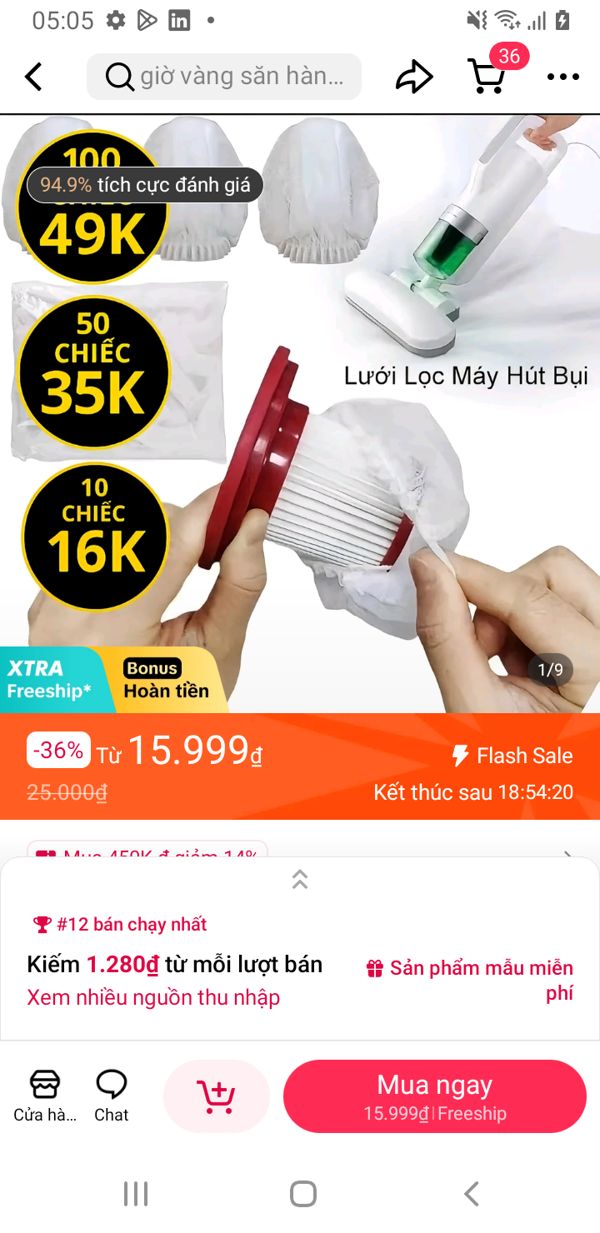 05:05
giờ vàng săn hàn...
36
100
94.9% tích cực đánh giá
49K
50
CHIẾC
35K
Lưới Lọc Máy Hút Bụi
10
CHIẾC
16K
XTRA
Freeship*
Bonus
Hoàn tiền
1/9
-36% Từ 15.999₫
Flash Sale
25.000₫
Kết thúc sau 18:54:20
Mua 450K ₫ giảm 14%
#12 bán chạy nhất
Kiếm 1.280₫ từ mỗi lượt bán
Xem nhiều nguồn thu nhập
Sản phẩm mẫu miễn
phí
Cửa hà...
Chat
Mua ngay
15.999₫ | Freeship